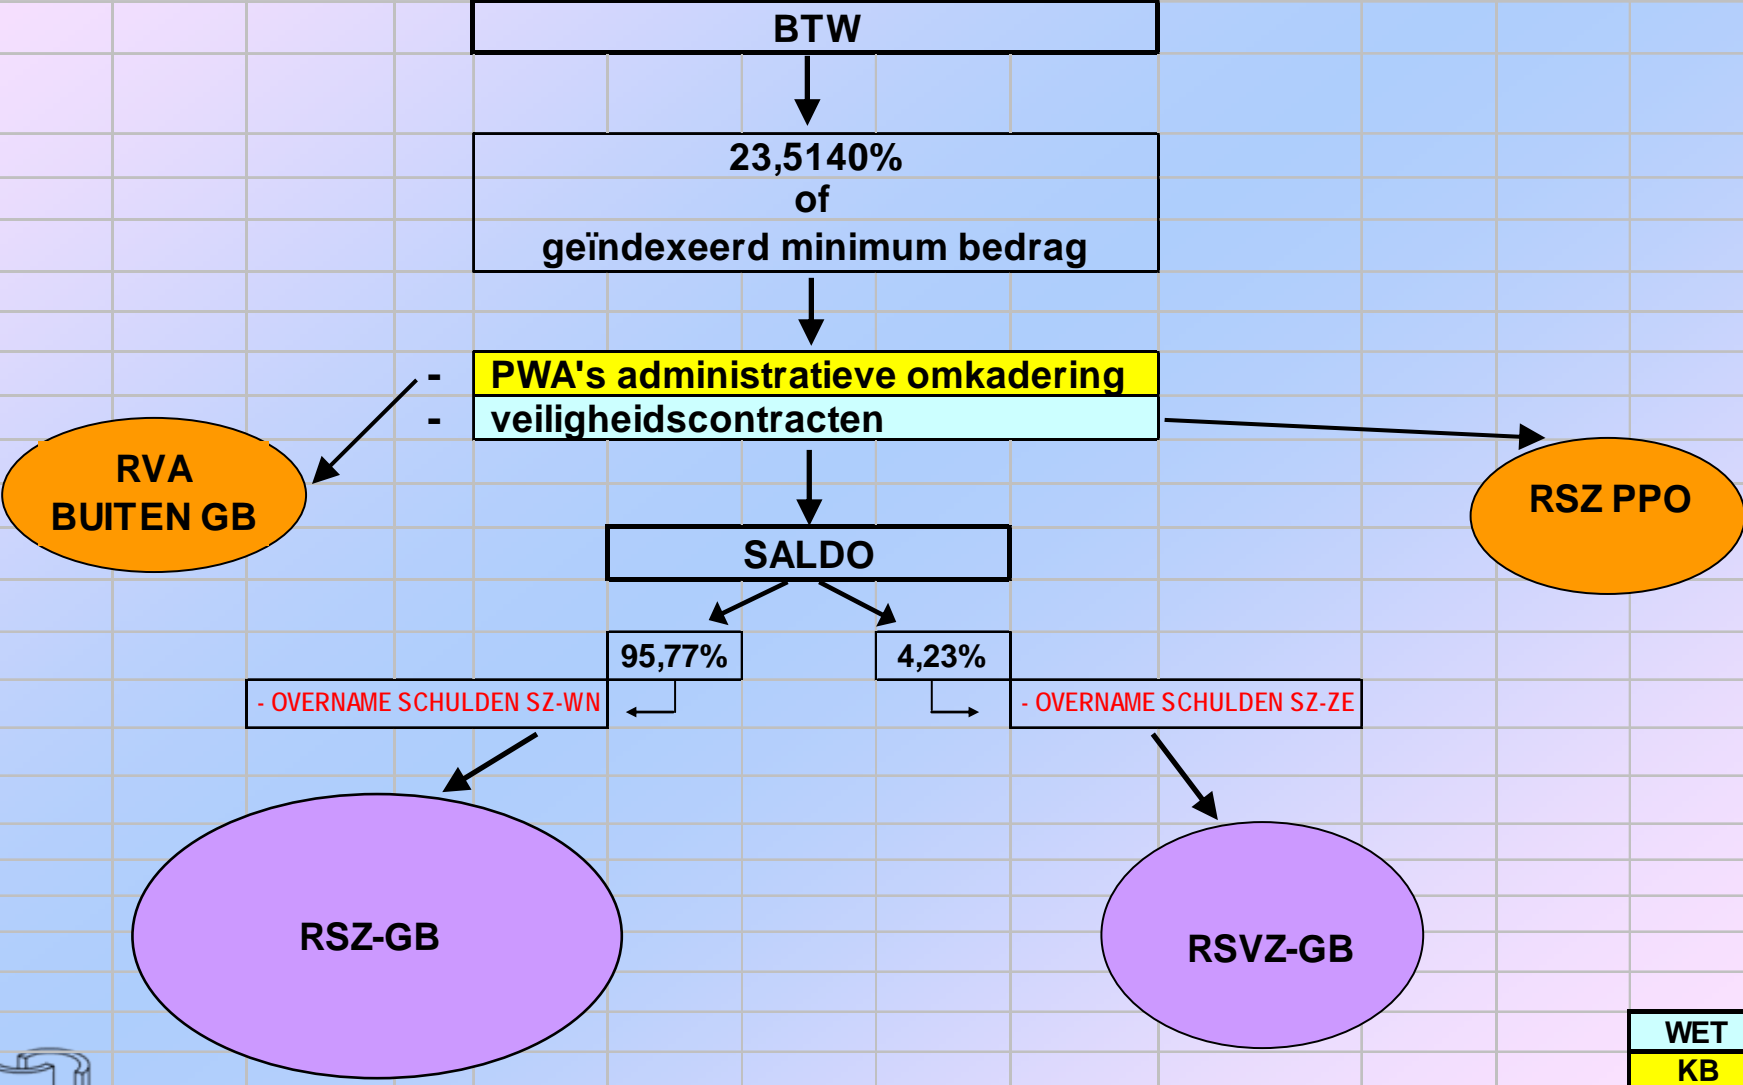 BTW
23,5140%
of
geïndexeerd minimum bedrag
- PWA's administratieve omkadering
- veiligheidscontracten
RVA
BUITEN GB
RSZ PPO
SALDO
95,77%
4,23%
- OVERNAME SCHULDEN SZ-WN
- OVERNAME SCHULDEN SZ-ZE
RSZ-GB
RSVZ-GB
WET
KB